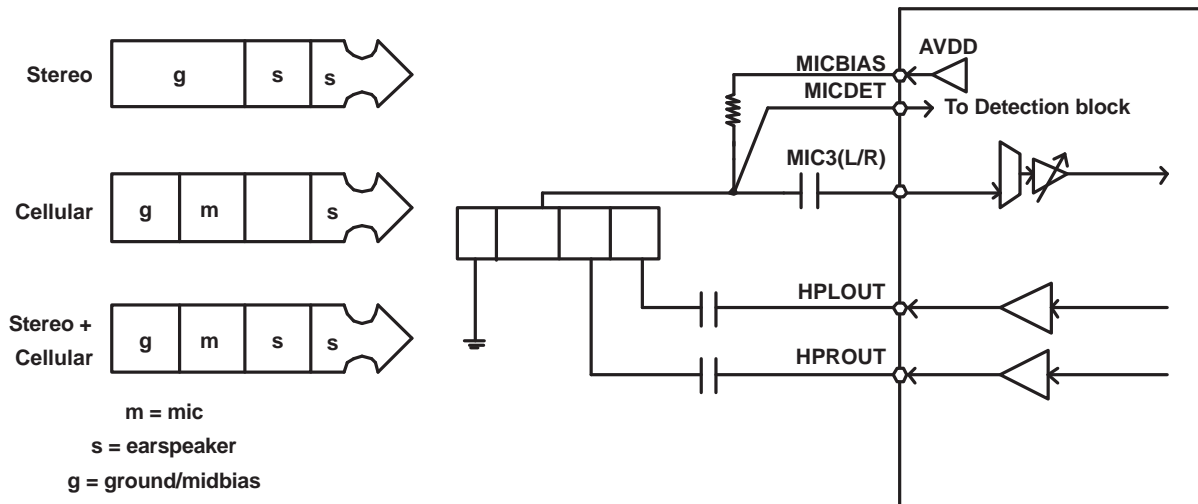 Stereo
g s s
Cellular
g m s
Stereo +
Cellular
g m s s
m = mic
s = earspeaker
g = ground/midbias
AVDD
MICBIAS
MICDET
To Detection block
MIC3(L/R)
HPLOUT
HPROUT